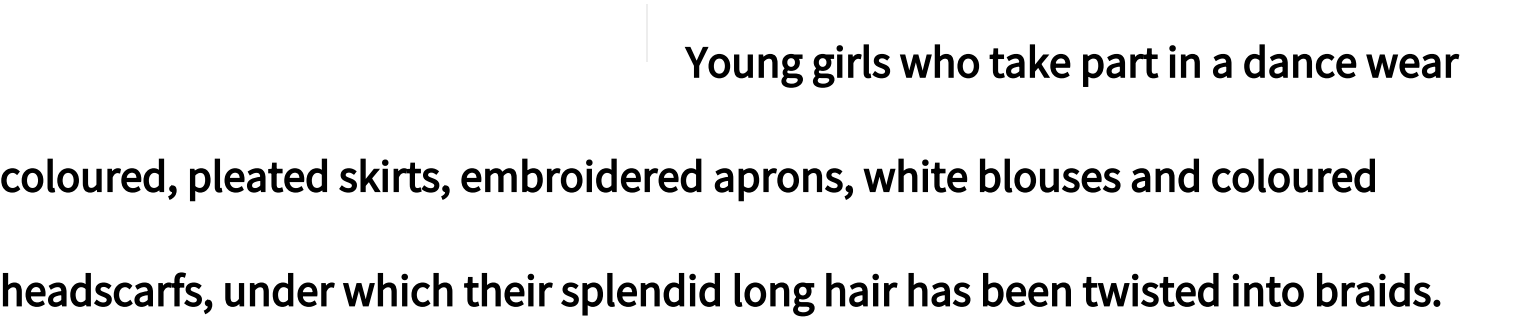 Young girls who take part in a dance wear
coloured, pleated skirts, embroidered aprons, white blouses and coloured
headscarfs, under which their splendid long hair has been twisted into braids.